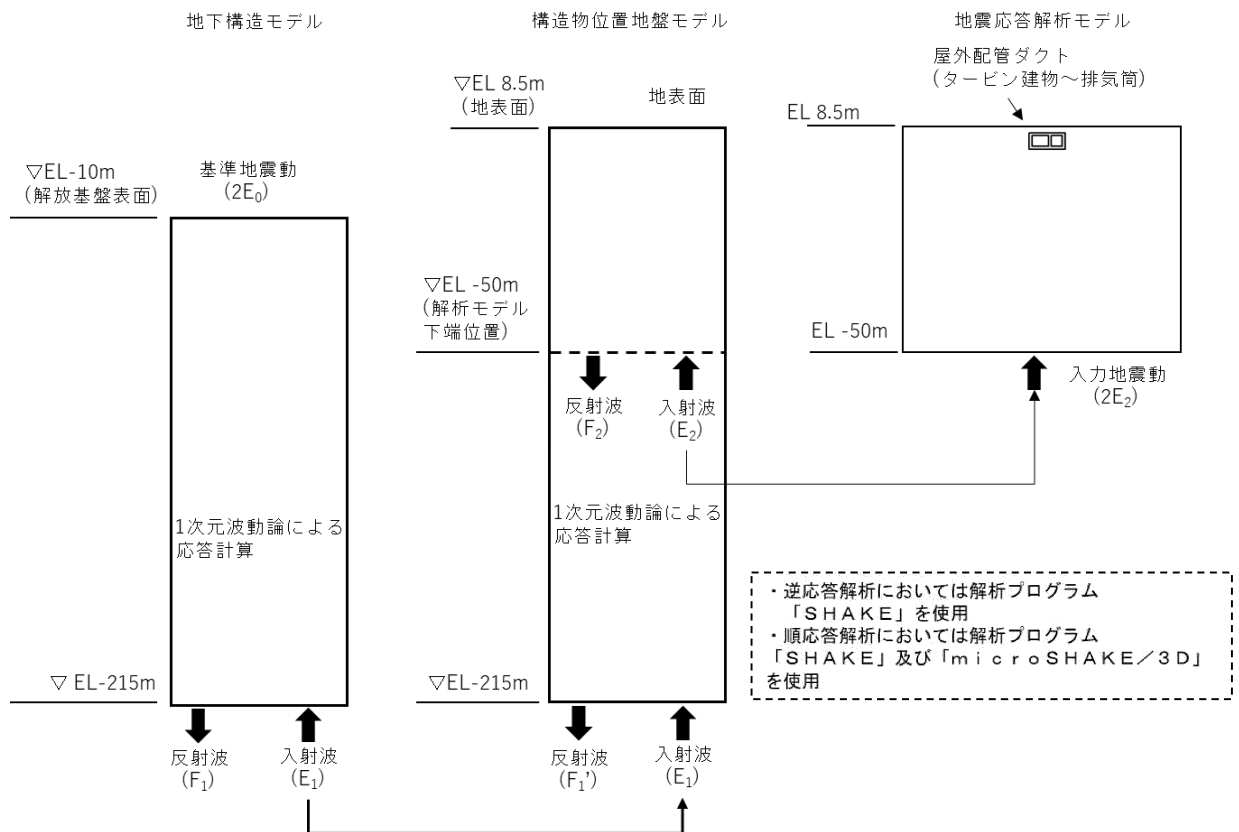 地下構造モデル
▽EL-10m
(解放基盤表面)
基準地震動
(2E₀)
1次元波動論による
応答計算
▽ EL-215m
反射波
(F₁)
入射波
(E₁)
構造物位置地盤モデル
▽EL 8.5m
(地表面)
地表面
▽EL -50m
(解析モデル
下端位置)
反射波
(F₂)
入射波
(E₂)
1次元波動論による
応答計算
▽EL-215m
反射波
(F₁')
入射波
(E₁)
地震応答解析モデル
屋外配管ダクト
(タービン建物～排気筒)
EL 8.5m
EL -50m
入力地震動
(2E₂)
・逆応答解析においては解析プログラム
「ＳＨＡＫＥ」を使用
・順応答解析においては解析プログラム
「ＳＨＡＫＥ」及び「ｍｉｃｒｏＳＨＡＫＥ／３Ｄ」
を使用